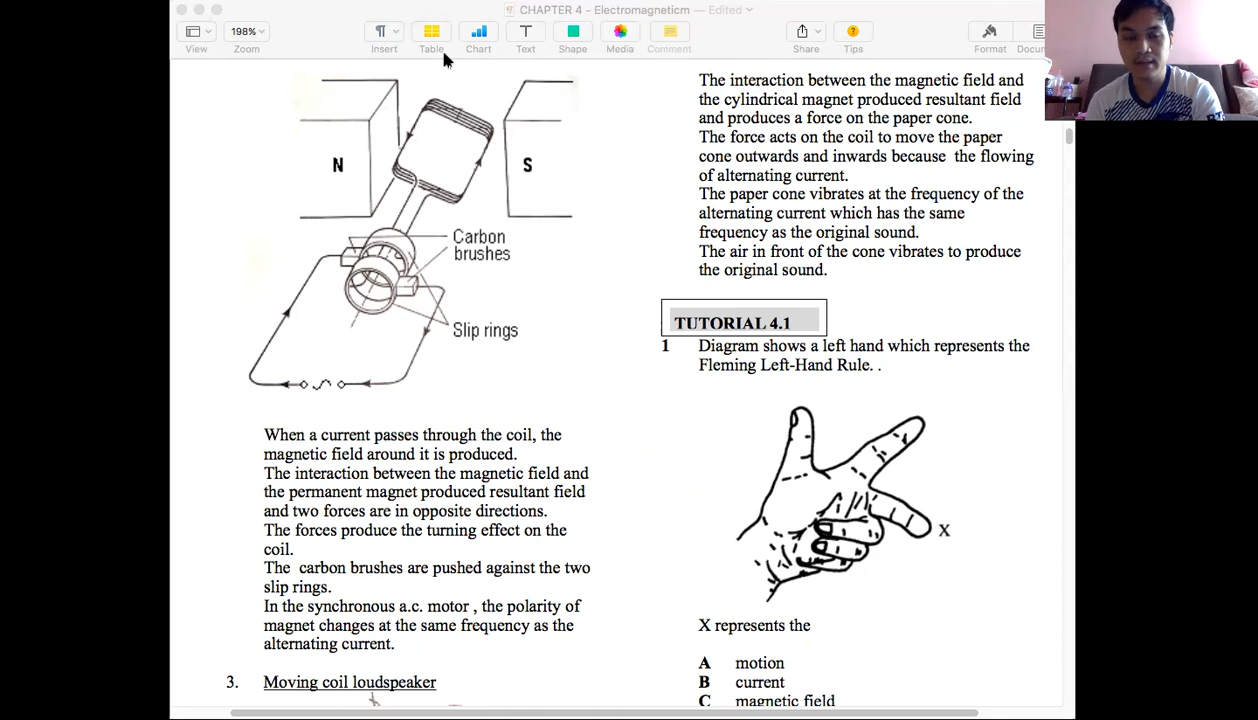 CHAPTER 4 - Electromagneticm — Edited
198%
View
Zoom
Insert
Table
Chart
Text
Shape
Media
Comment
Share
Tips
Format
Docun
N
S
Carbon
brushes
Slip rings
When a current passes through the coil, the
magnetic field around it is produced.
The interaction between the magnetic field and
the permanent magnet produced resultant field
and two forces are in opposite directions.
The forces produce the turning effect on the
coil.
The carbon brushes are pushed against the two
slip rings.
In the synchronous a.c. motor , the polarity of
magnet changes at the same frequency as the
alternating current.
3. Moving coil loudspeaker
The interaction between the magnetic field and
the cylindrical magnet produced resultant field
and produces a force on the paper cone.
The force acts on the coil to move the paper
cone outwards and inwards because the flowing
of alternating current.
The paper cone vibrates at the frequency of the
alternating current which has the same
frequency as the original sound.
The air in front of the cone vibrates to produce
the original sound.
TUTORIAL 4.1
1 Diagram shows a left hand which represents the
Fleming Left-Hand Rule. .
X
X represents the
A motion
B current
C magnetic field